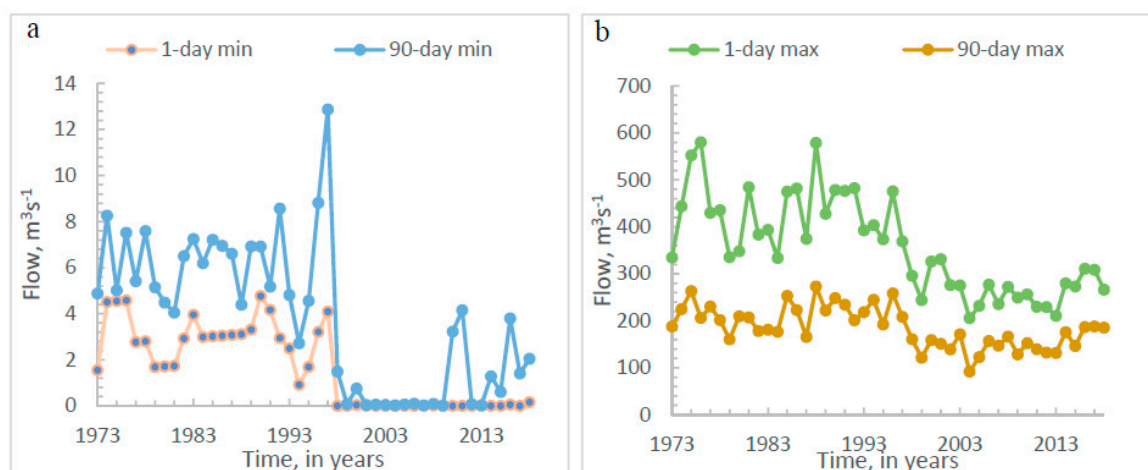 a
1-day min 90-day min
14
12
10
8
6
4
2
0
Flow, m³s⁻¹
1973 1983 1993 2003 2013
Time, in years
b
1-day max 90-day max
700
600
500
400
300
200
100
0
Flow, m³s⁻¹
1973 1983 1993 2003 2013
Time, in years